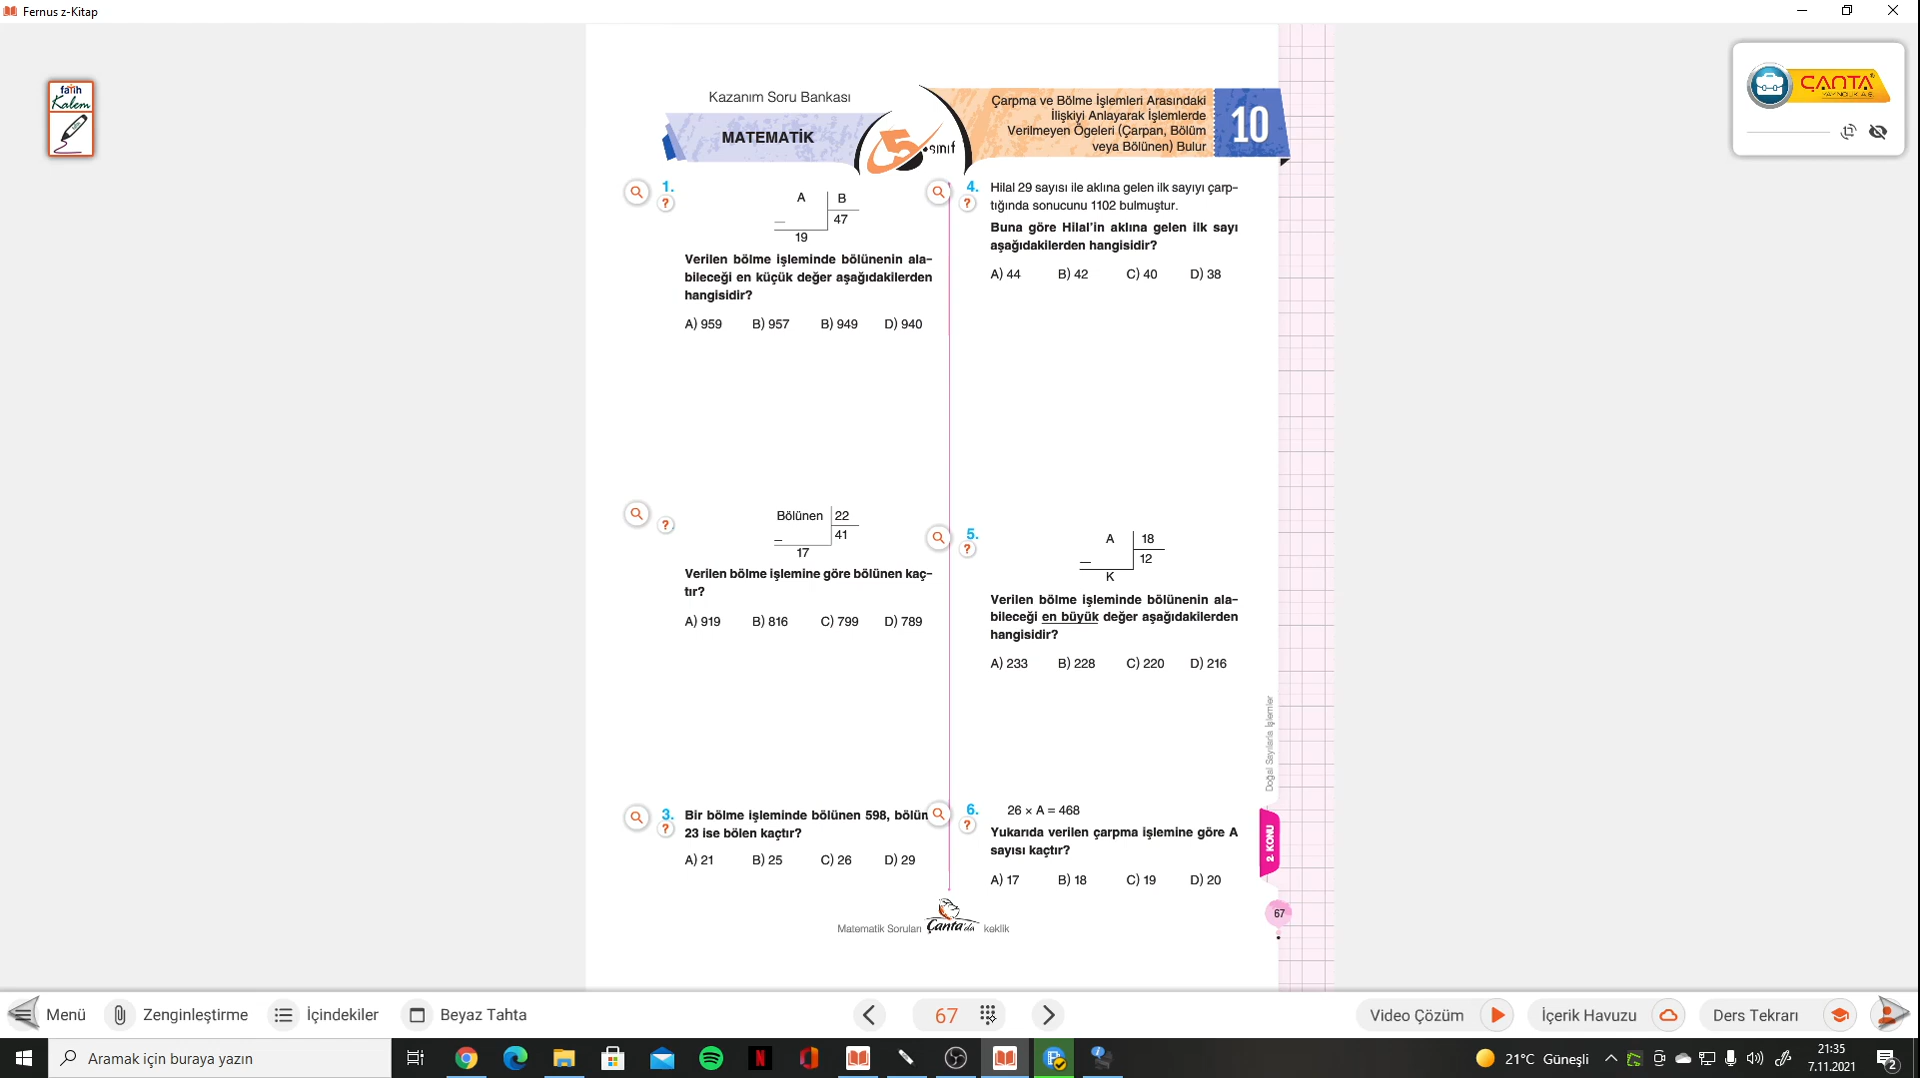 Fernus z-Kitap
fatih
Kalem
ÇANTA
Kazanım Soru Bankası
MATEMATİK
5.sınıf
Çarpma ve Bölme İşlemleri Arasındaki
İlişkiyi Anlayarak İşlemlerde
Verilmeyen Ögeleri (Çarpan, Bölüm
veya Bölünen) Bulur
10
1.
A B
47
19
Verilen bölme işleminde bölünenin ala-
bileceği en küçük değer aşağıdakilerden
hangisidir?
A) 959 B) 957 B) 949 D) 940
Bölünen 22
41
17
Verilen bölme işlemine göre bölünen kaç-
tır?
A) 919 B) 816 C) 799 D) 789
3. Bir bölme işleminde bölünen 598, bölüm
23 ise bölen kaçtır?
A) 21 B) 25 C) 26 D) 29
4. Hilal 29 sayısı ile aklına gelen ilk sayıyı çarp-
tığında sonucunu 1102 bulmuştur.
Buna göre Hilal'in aklına gelen ilk sayı
aşağıdakilerden hangisidir?
A) 44 B) 42 C) 40 D) 38
5.
A 18
12
K
Verilen bölme işleminde bölünenin ala-
bileceği en büyük değer aşağıdakilerden
hangisidir?
A) 233 B) 228 C) 220 D) 216
6. 26 × A = 468
Yukarıda verilen çarpma işlemine göre A
sayısı kaçtır?
A) 17 B) 18 C) 19 D) 20
Doğal Sayılarla İşlemler
2. KONU
67
Matematik Soruları Çanta'da keklik
Menü Zenginleştirme İçindekiler Beyaz Tahta 67 Video Çözüm İçerik Havuzu Ders Tekrarı
Aramak için buraya yazın
21°C Güneşli
21:35
7.11.2021
2